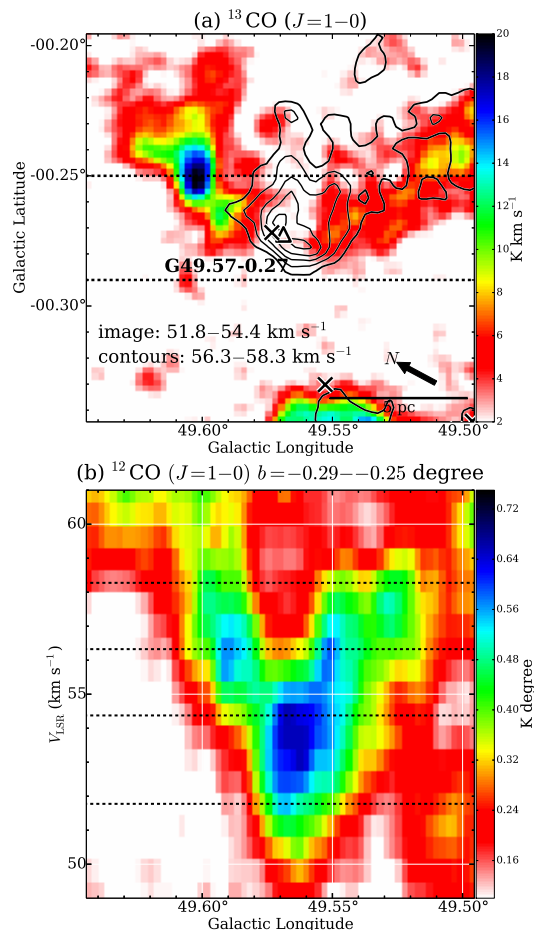 (a) ¹³CO (J=1−0)
-00.20°
-00.25°
-00.30°
Galactic Latitude
G49.57-0.27
image: 51.8−54.4 km s⁻¹
contours: 56.3−58.3 km s⁻¹
N
5 pc
49.60° 49.55° 49.50°
Galactic Longitude
20
18
16
14
12
10
8
6
4
2
K km s⁻¹
(b) ¹²CO (J=1−0) b=−0.29−−0.25 degree
60
55
50
V_LSR (km s⁻¹)
49.60° 49.55° 49.50°
Galactic Longitude
0.72
0.64
0.56
0.48
0.40
0.32
0.24
0.16
K degree